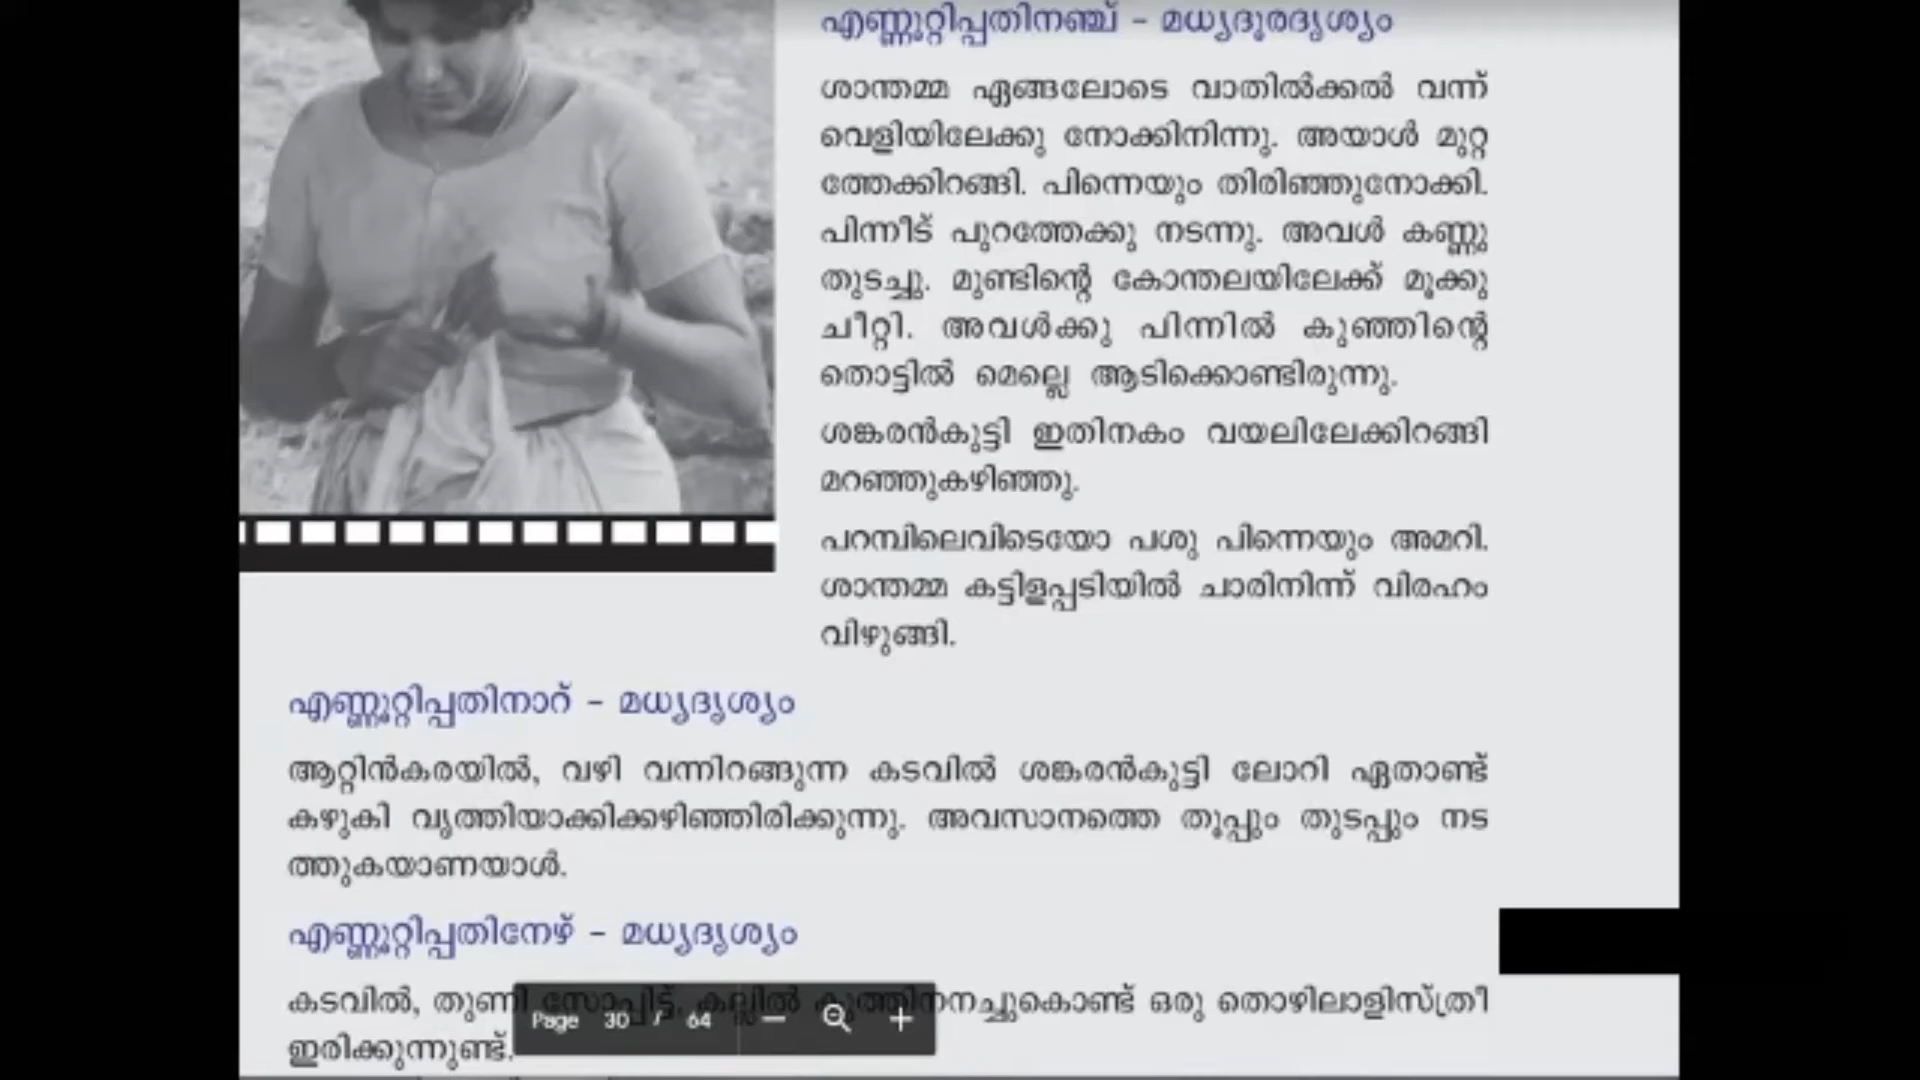 എണ്ണൂറ്റിപ്പതിനഞ്ച് – മധ്യദൂരദൃശ്യം
ശാന്തമ്മ ഏങ്ങലോടെ വാതിൽക്കൽ വന്ന്
വെളിയിലേക്കു നോക്കിനിന്നു. അയാൾ മുറ്റ
ത്തേക്കിറങ്ങി. പിന്നെയും തിരിഞ്ഞുനോക്കി.
പിന്നീട് പുറത്തേക്കു നടന്നു. അവൾ കണ്ണു
തുടച്ചു. മുണ്ടിന്റെ കോന്തലയിലേക്ക് മൂക്കു
ചീറ്റി. അവൾക്കു പിന്നിൽ കുഞ്ഞിന്റെ
തൊട്ടിൽ മെല്ലെ ആടിക്കൊണ്ടിരുന്നു.
ശങ്കരൻകുട്ടി ഇതിനകം വയലിലേക്കിറങ്ങി
മറഞ്ഞുകഴിഞ്ഞു.
പറമ്പിലെവിടെയോ പശു പിന്നെയും അമറി.
ശാന്തമ്മ കട്ടിളപ്പടിയിൽ ചാരിനിന്ന് വിരഹം
വിഴുങ്ങി.
എണ്ണൂറ്റിപ്പതിനാറ് – മധ്യദൃശ്യം
ആറ്റിൻകരയിൽ, വഴി വന്നിറങ്ങുന്ന കടവിൽ ശങ്കരൻകുട്ടി ലോറി ഏതാണ്ട്
കഴുകി വൃത്തിയാക്കിക്കഴിഞ്ഞിരിക്കുന്നു. അവസാനത്തെ തൂപ്പും തുടപ്പും നട
ത്തുകയാണയാൾ.
എണ്ണൂറ്റിപ്പതിനേഴ് – മധ്യദൃശ്യം
കടവിൽ, തുണി സോപ്പിട്ട്, കല്ലിൽ കുത്തിനനച്ചുകൊണ്ട് ഒരു തൊഴിലാളിസ്ത്രീ
ഇരിക്കുന്നുണ്ട്.
Page 30 / 64